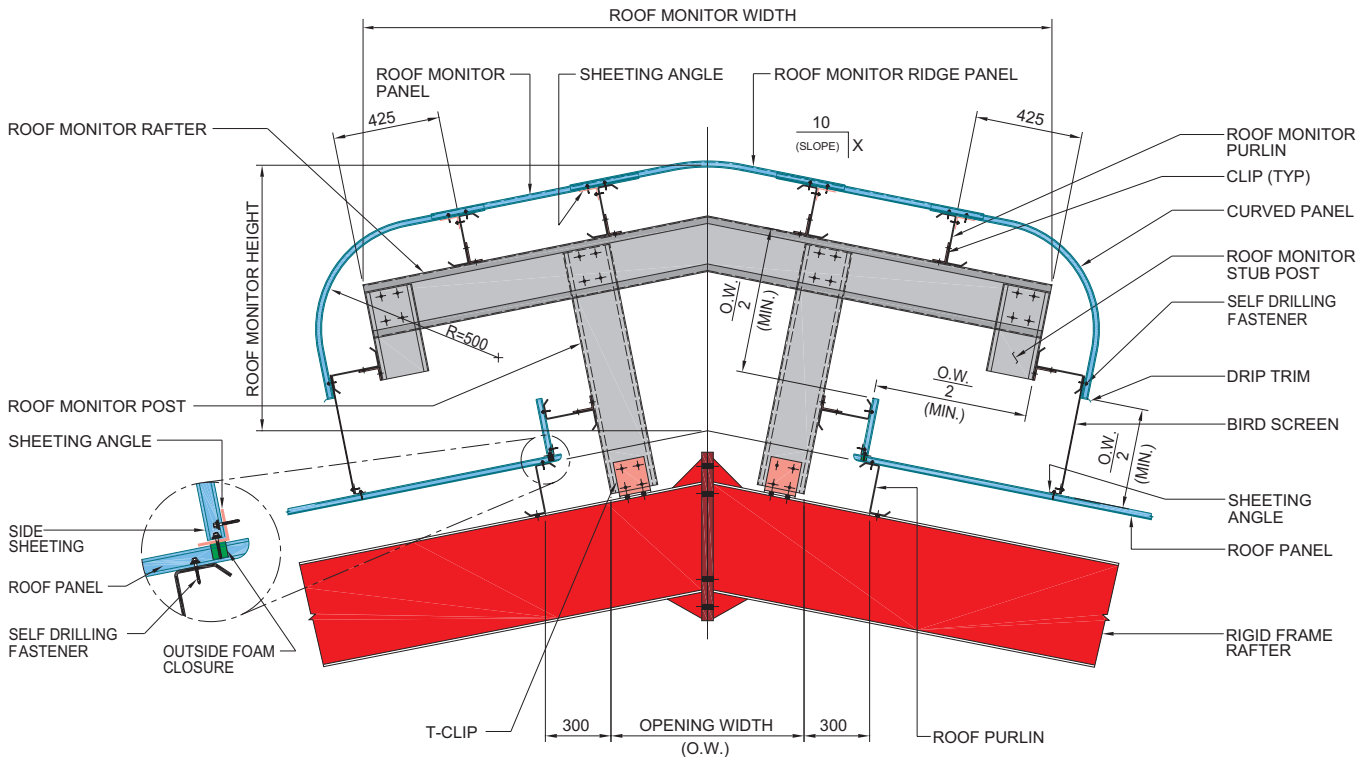 ROOF MONITOR WIDTH
ROOF MONITOR
PANEL
SHEETING ANGLE
ROOF MONITOR RIDGE PANEL
425
425
ROOF MONITOR RAFTER
10
(SLOPE)
X
ROOF MONITOR
PURLIN
CLIP (TYP)
CURVED PANEL
ROOF MONITOR
STUB POST
SELF DRILLING
FASTENER
DRIP TRIM
BIRD SCREEN
ROOF MONITOR HEIGHT
R=500
O.W.
2
(MIN.)
O.W.
2
(MIN.)
O.W.
2
(MIN.)
ROOF MONITOR POST
SHEETING ANGLE
SIDE
SHEETING
ROOF PANEL
SELF DRILLING
FASTENER
OUTSIDE FOAM
CLOSURE
SHEETING
ANGLE
ROOF PANEL
RIGID FRAME
RAFTER
T-CLIP
300
OPENING WIDTH
(O.W.)
300
ROOF PURLIN